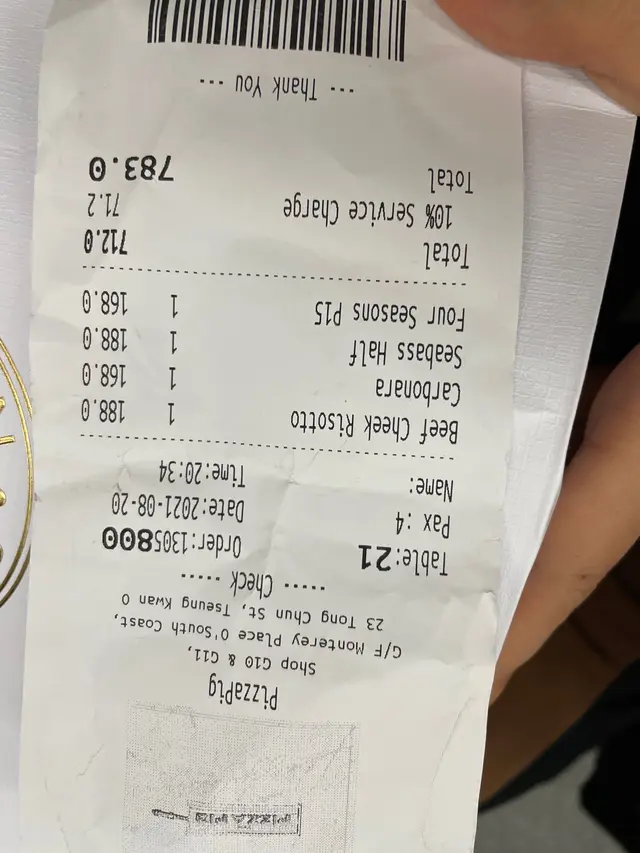 PizzaPig
Shop G10 & G11,
G/F Monterey Place O'South Coast,
23 Tong Chun St, Tseung Kwan O
----- Check -----
Table:21 Order:1305800
Pax :4 Date:2021-08-20
Name: Time:20:34
Beef Cheek Risotto 1 188.0
Carbonara 1 168.0
Seabass Half 1 188.0
Four Seasons P15 1 168.0
Total 712.0
10% Service Charge 71.2
Total 783.0
--- Thank You ---